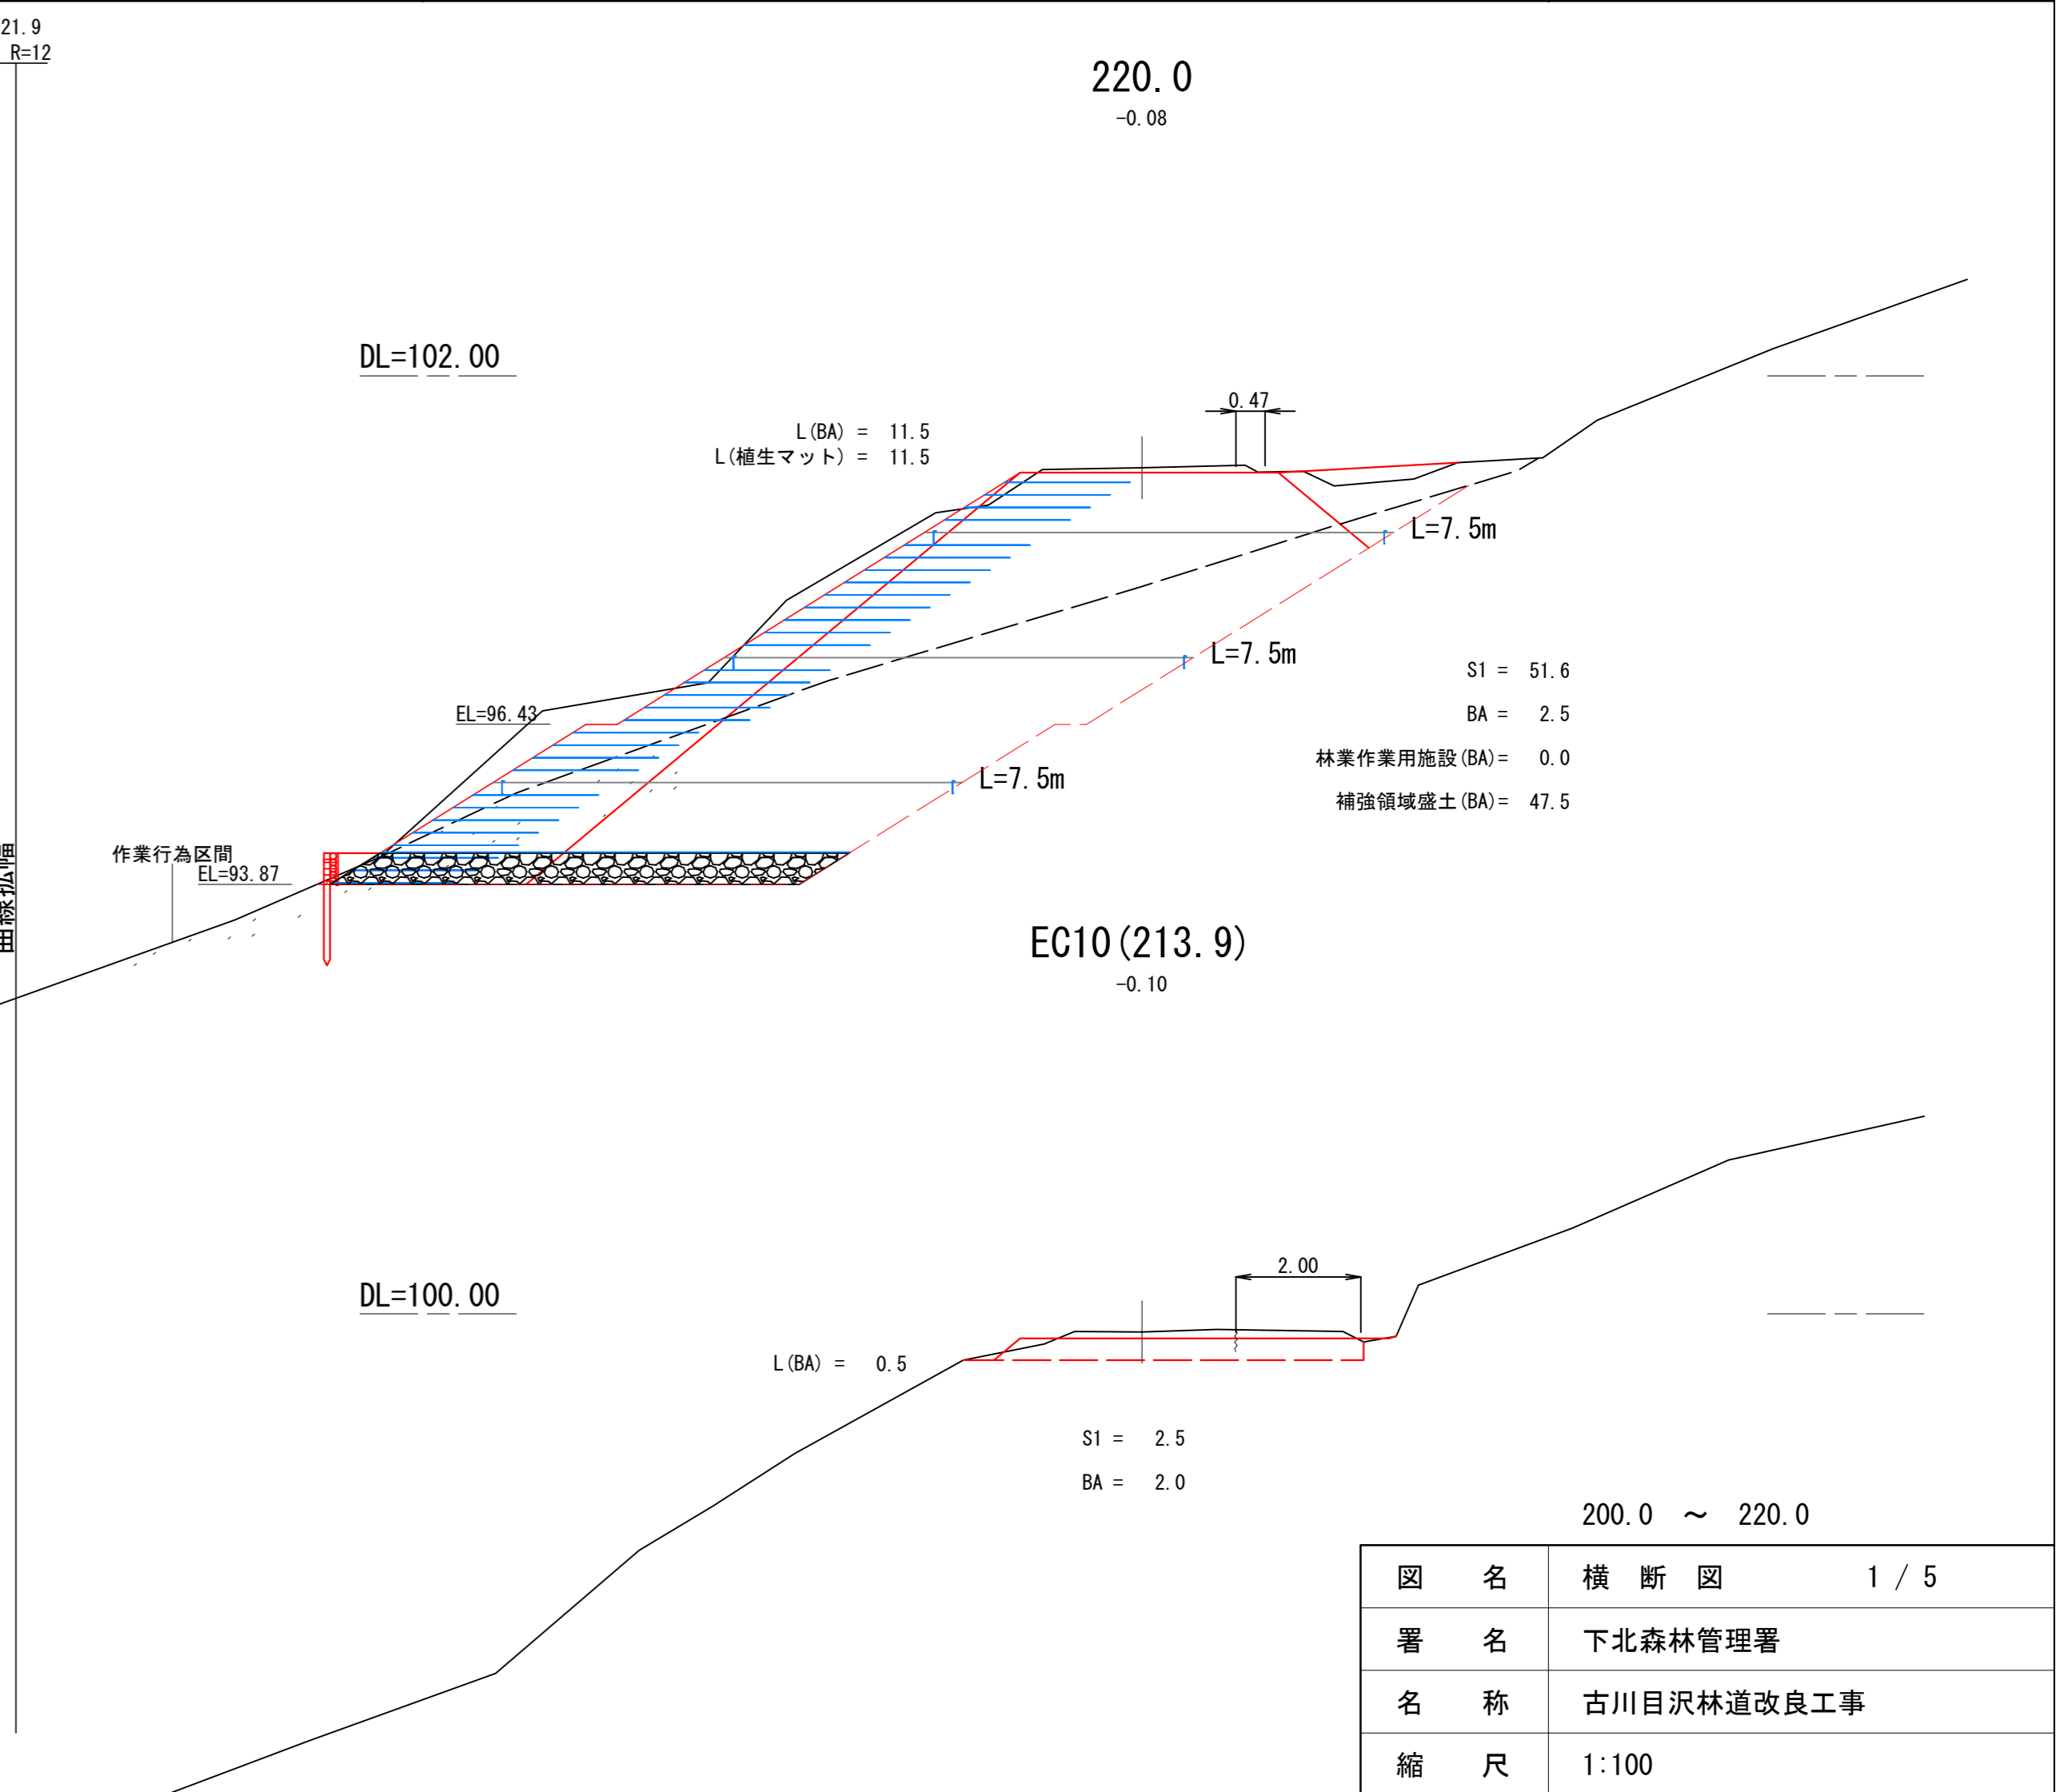 21.9
R=12
220.0
-0.08
DL=102.00
0.47
L(BA) = 11.5
L(植生マット) = 11.5
L=7.5m
L=7.5m
S1 = 51.6
EL=96.43
BA = 2.5
林業作業用施設(BA)= 0.0
L=7.5m
補強領域盛土(BA)= 47.5
作業行為区間
EL=93.87
曲線拡幅
EC10(213.9)
-0.10
2.00
DL=100.00
L(BA) = 0.5
S1 = 2.5
BA = 2.0
200.0 ～ 220.0
図 名 横 断 図 1 / 5
署 名 下北森林管理署
名 称 古川目沢林道改良工事
縮 尺 1:100